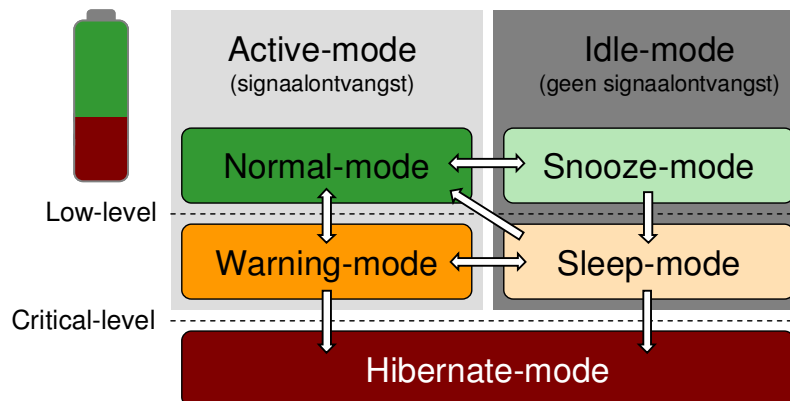 Active-mode
(signaalontvangst)
Idle-mode
(geen signaalontvangst)
Normal-mode
Snooze-mode
Low-level
Warning-mode
Sleep-mode
Critical-level
Hibernate-mode